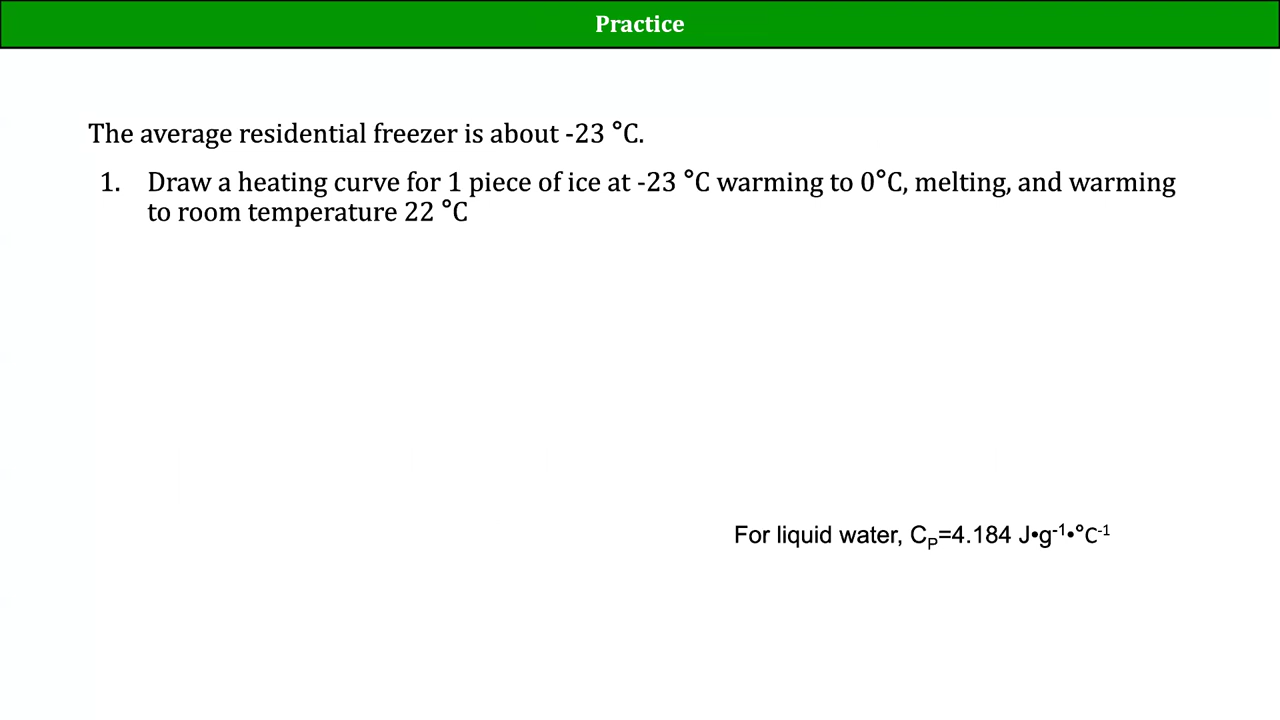 Practice
The average residential freezer is about -23 °C.
1. Draw a heating curve for 1 piece of ice at -23 °C warming to 0°C, melting, and warming
to room temperature 22 °C
For liquid water, C_P=4.184 J•g⁻¹•°C⁻¹